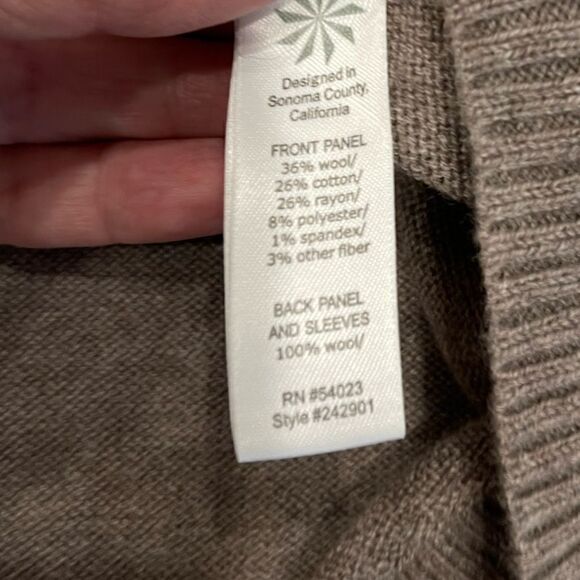 Designed in
Sonoma County,
California
FRONT PANEL
36% wool/
26% cotton/
26% rayon/
8% polyester/
1% spandex/
3% other fiber
BACK PANEL
AND SLEEVES
100% wool/
RN #54023
Style #242901